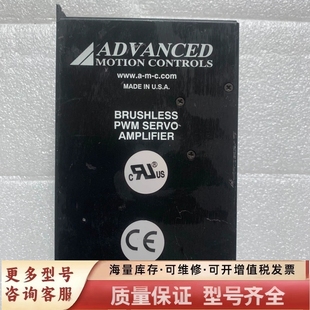 ADVANCED
MOTION CONTROLS
www.a-m-c.com
MADE IN U.S.A.
BRUSHLESS
PWM SERVO
AMPLIFIER
C RU US
CE
更多型号
咨询客服
海量库存·可维修·可开增值税发票
质量保证 型号齐全